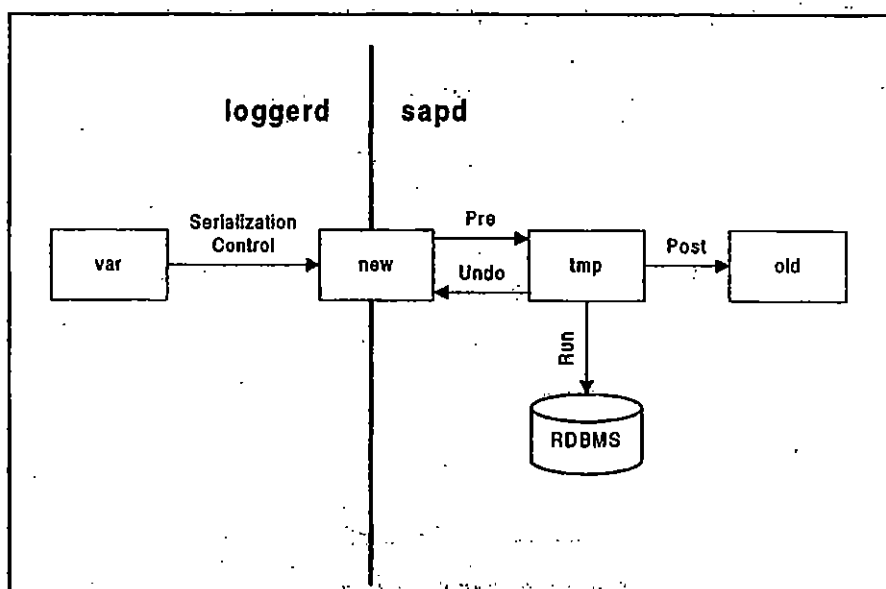 loggerd sapd
Serialization
Control
Pre
var
new
Undo
tmp
Post
old
Run
RDBMS